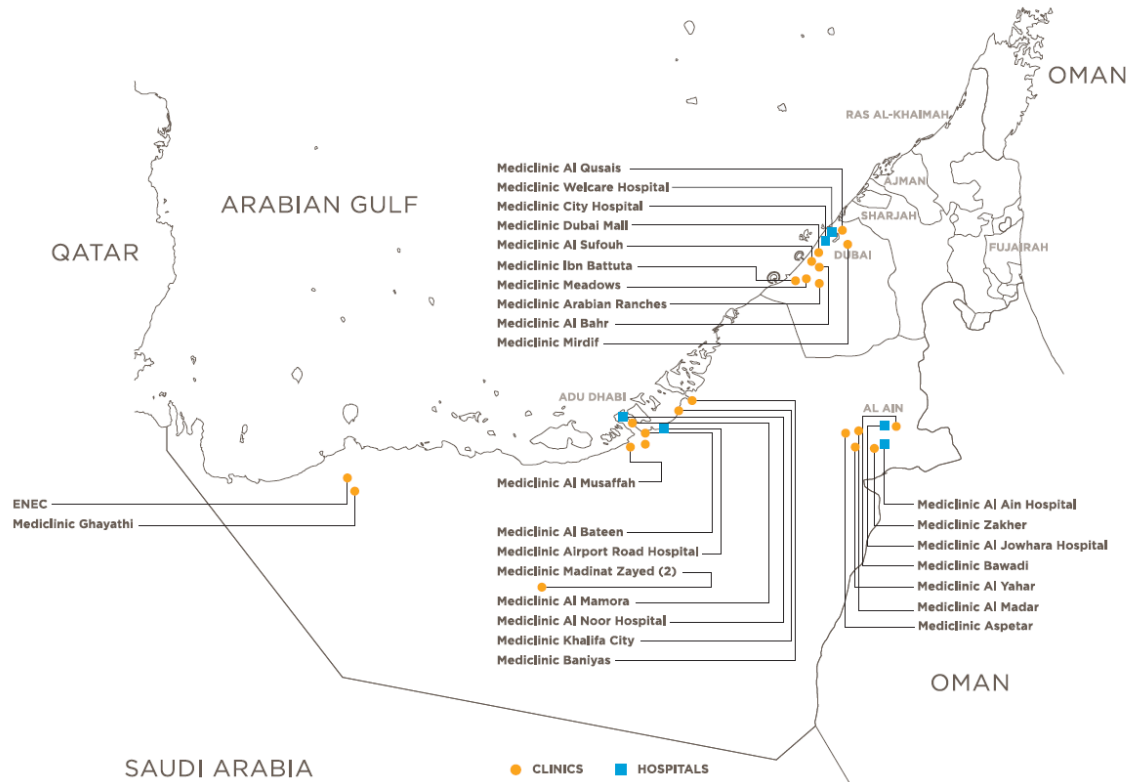 OMAN
RAS AL-KHAIMAH
Mediclinic Al Qusais
Mediclinic Welcare Hospital
AJMAN
Mediclinic City Hospital
ARABIAN GULF
SHARJAH
Mediclinic Dubai Mall
QATAR
Mediclinic Al Sufouh
FUJAIRAH
DUBAI
Mediclinic Ibn Battuta
Mediclinic Meadows
Mediclinic Arabian Ranches
Mediclinic Al Bahr
Mediclinic Mirdif
ADU DHABI
AL AIN
Mediclinic Al Musaffah
ENEC
Mediclinic Ghayathi
Mediclinic Al Ain Hospital
Mediclinic Zakher
Mediclinic Al Jowhara Hospital
Mediclinic Bawadi
Mediclinic Al Yahar
Mediclinic Al Madar
Mediclinic Aspetar
Mediclinic Al Bateen
Mediclinic Airport Road Hospital
Mediclinic Madinat Zayed (2)
Mediclinic Al Mamora
Mediclinic Al Noor Hospital
Mediclinic Khalifa City
Mediclinic Baniyas
OMAN
SAUDI ARABIA
CLINICS
HOSPITALS